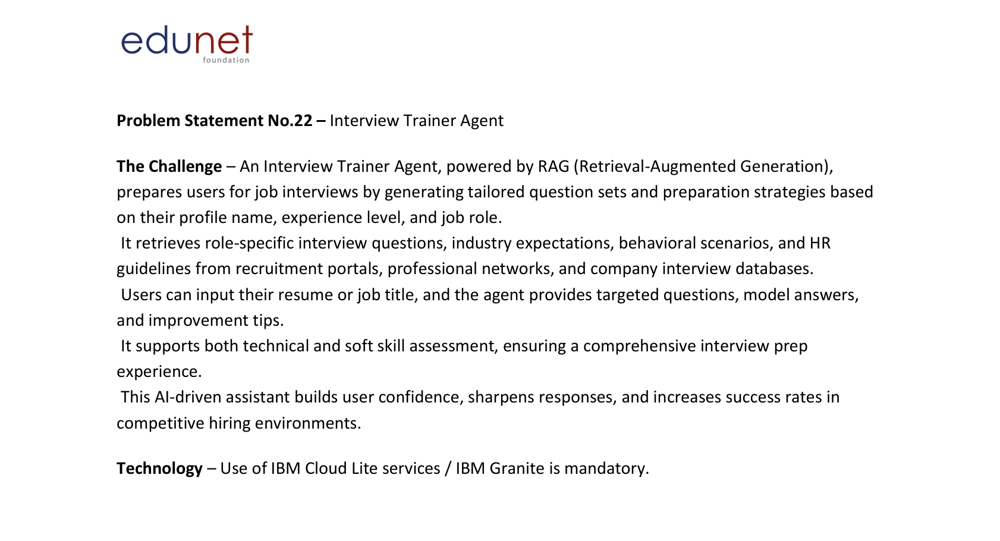 edunet
foundation
Problem Statement No.22 – Interview Trainer Agent
The Challenge – An Interview Trainer Agent, powered by RAG (Retrieval-Augmented Generation),
prepares users for job interviews by generating tailored question sets and preparation strategies based
on their profile name, experience level, and job role.
It retrieves role-specific interview questions, industry expectations, behavioral scenarios, and HR
guidelines from recruitment portals, professional networks, and company interview databases.
Users can input their resume or job title, and the agent provides targeted questions, model answers,
and improvement tips.
It supports both technical and soft skill assessment, ensuring a comprehensive interview prep
experience.
This AI-driven assistant builds user confidence, sharpens responses, and increases success rates in
competitive hiring environments.
Technology – Use of IBM Cloud Lite services / IBM Granite is mandatory.